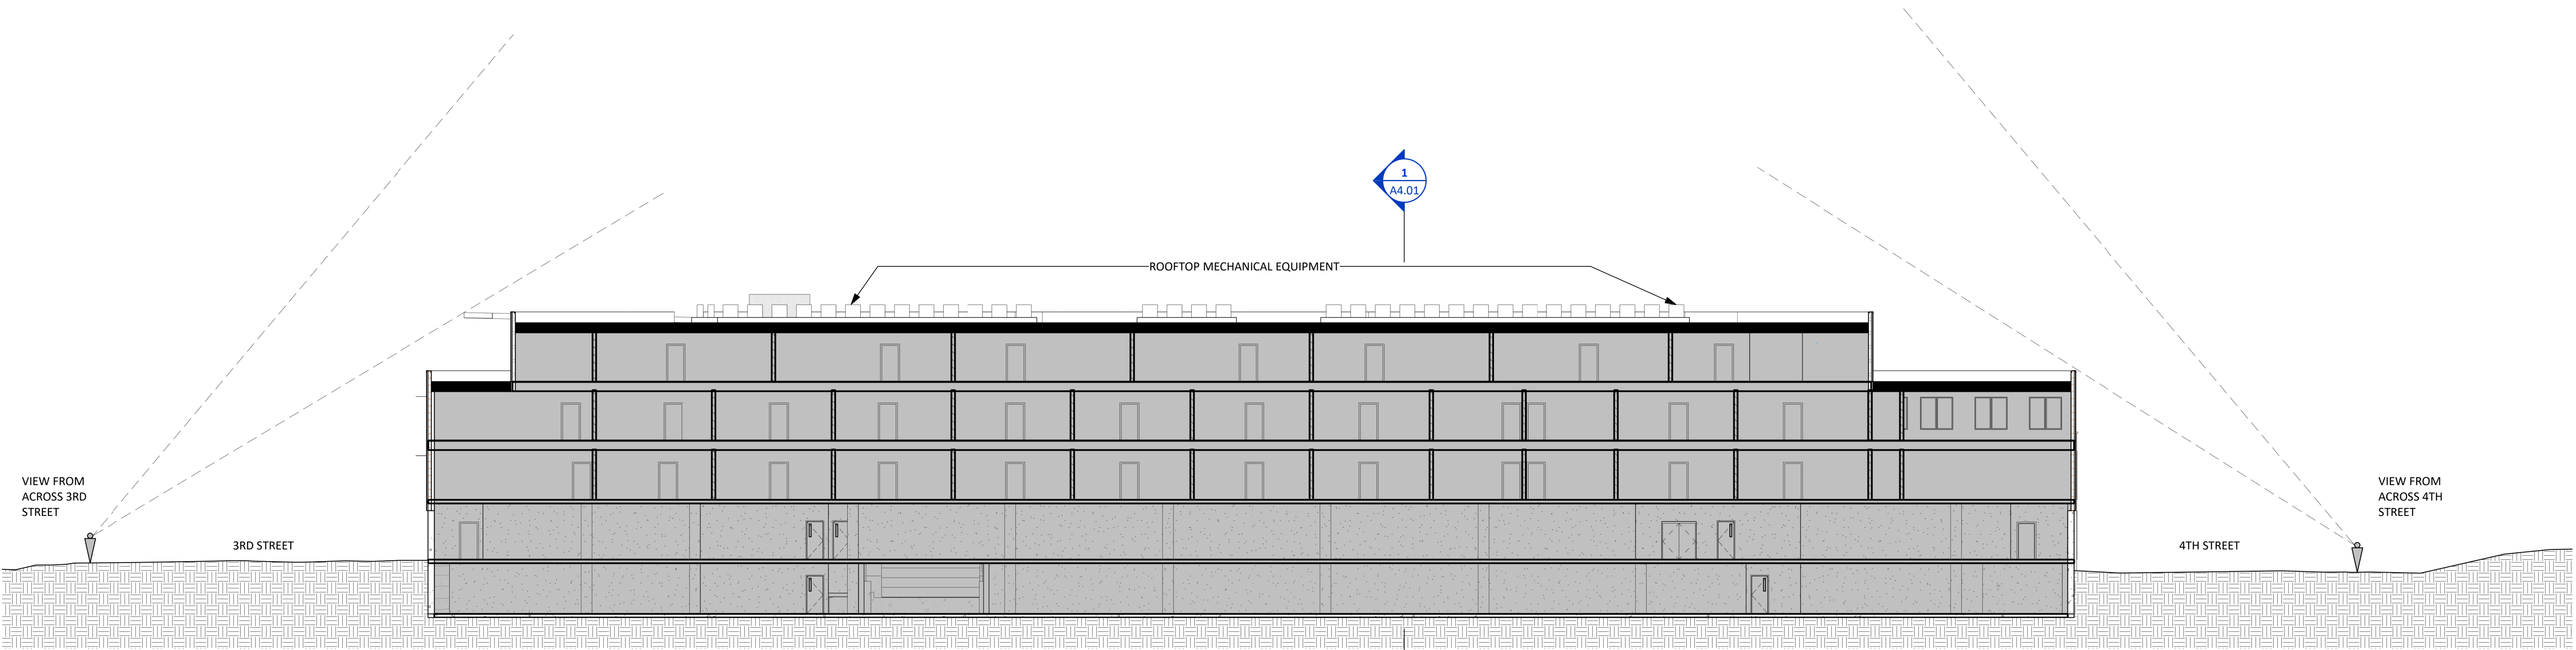 1
A4.01
ROOFTOP MECHANICAL EQUIPMENT
VIEW FROM
ACROSS 3RD
STREET
3RD STREET
4TH STREET
VIEW FROM
ACROSS 4TH
STREET